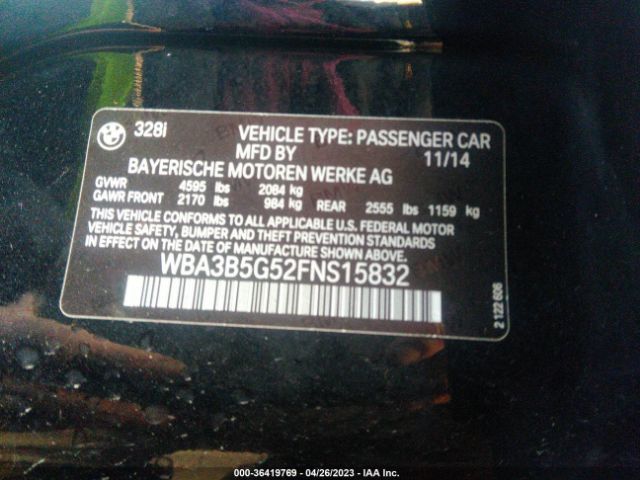 328i VEHICLE TYPE: PASSENGER CAR
MFD BY 11/14
BAYERISCHE MOTOREN WERKE AG
GVWR 4595 lbs 2084 kg
GAWR FRONT 2170 lbs 984 kg REAR 2555 lbs 1159 kg
THIS VEHICLE CONFORMS TO ALL APPLICABLE U.S. FEDERAL MOTOR
VEHICLE SAFETY, BUMPER AND THEFT PREVENTION STANDARDS
IN EFFECT ON THE DATE OF MANUFACTURE SHOWN ABOVE.
WBA3B5G52FNS15832
2 122 606
000-36419769 - 04/26/2023 - IAA Inc.